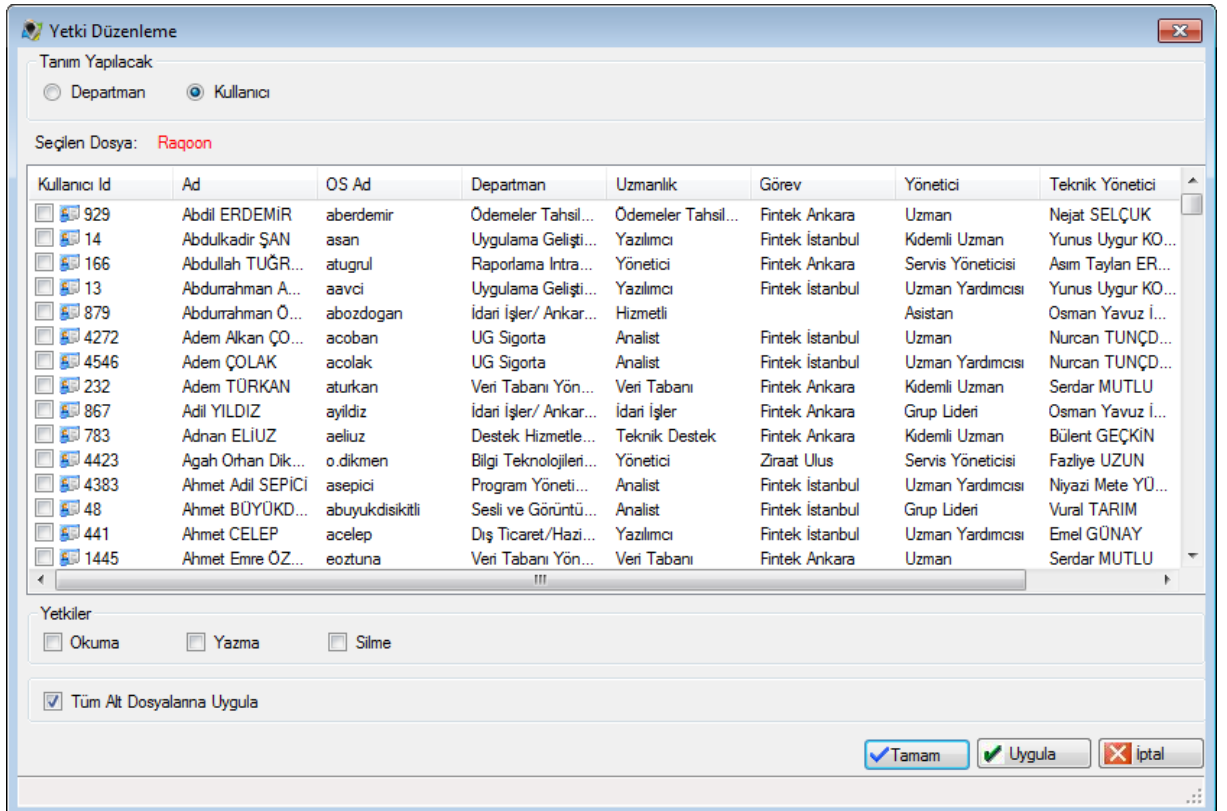 Yetki Düzenleme
Tanım Yapılacak
Departman Kullanıcı
Seçilen Dosya: Raqoon
Kullanıcı Id Ad OS Ad Departman Uzmanlık Görev Yönetici Teknik Yönetici
929 Abdil ERDEMİR aberdemir Ödemeler Tahsil... Ödemeler Tahsil... Fintek Ankara Uzman Nejat SELÇUK
14 Abdulkadir ŞAN asan Uygulama Gelişti... Yazılımcı Fintek İstanbul Kıdemli Uzman Yunus Uygur KO...
166 Abdullah TUĞR... atugrul Raporlama Intra... Yönetici Fintek Ankara Servis Yöneticisi Asım Taylan ER...
13 Abdurrahman A... aavci Uygulama Gelişti... Yazılımcı Fintek İstanbul Uzman Yardımcısı Yunus Uygur KO...
879 Abdurrahman Ö... abozdogan İdari İşler/ Ankar... Hizmetli Asistan Osman Yavuz İ...
4272 Adem Alkan ÇO... acoban UG Sigorta Analist Fintek İstanbul Uzman Nurcan TUNÇD...
4546 Adem ÇOLAK acolak UG Sigorta Analist Fintek İstanbul Uzman Yardımcısı Nurcan TUNÇD...
232 Adem TÜRKAN aturkan Veri Tabanı Yön... Veri Tabanı Fintek Ankara Kıdemli Uzman Serdar MUTLU
867 Adil YILDIZ ayildiz İdari İşler/ Ankar... İdari İşler Fintek Ankara Grup Lideri Osman Yavuz İ...
783 Adnan ELİUZ aeliuz Destek Hizmetle... Teknik Destek Fintek Ankara Kıdemli Uzman Bülent GEÇKİN
4423 Agah Orhan Dik... o.dikmen Bilgi Teknolojileri... Yönetici Ziraat Ulus Servis Yöneticisi Fazliye UZUN
4383 Ahmet Adil SEPİCİ asepici Program Yöneti... Analist Fintek İstanbul Uzman Yardımcısı Niyazi Mete YÜ...
48 Ahmet BÜYÜKD... abuyukdisikitli Sesli ve Görüntü... Analist Fintek İstanbul Grup Lideri Vural TARIM
441 Ahmet CELEP acelep Dış Ticaret/Hazi... Yazılımcı Fintek İstanbul Uzman Yardımcısı Emel GÜNAY
1445 Ahmet Emre ÖZ... eoztuna Veri Tabanı Yön... Veri Tabanı Fintek Ankara Uzman Serdar MUTLU
Yetkiler
Okuma Yazma Silme
Tüm Alt Dosyalarına Uygula
Tamam Uygula İptal